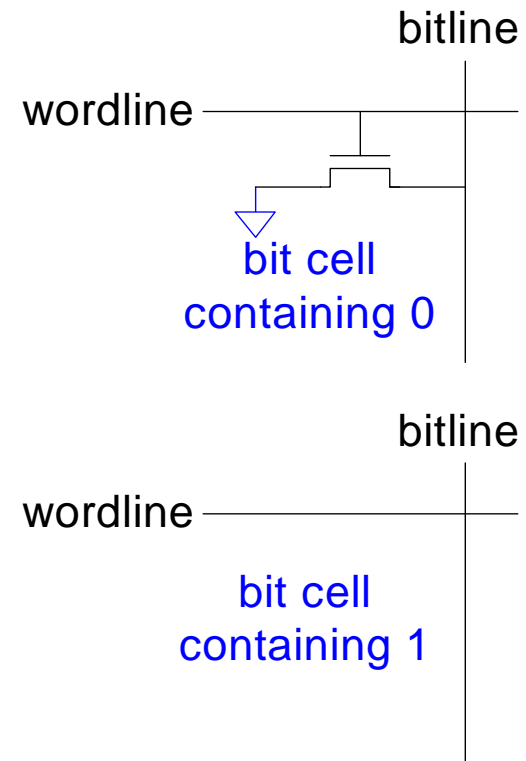 bitline
wordline
bit cell
containing 0
bitline
wordline
bit cell
containing 1